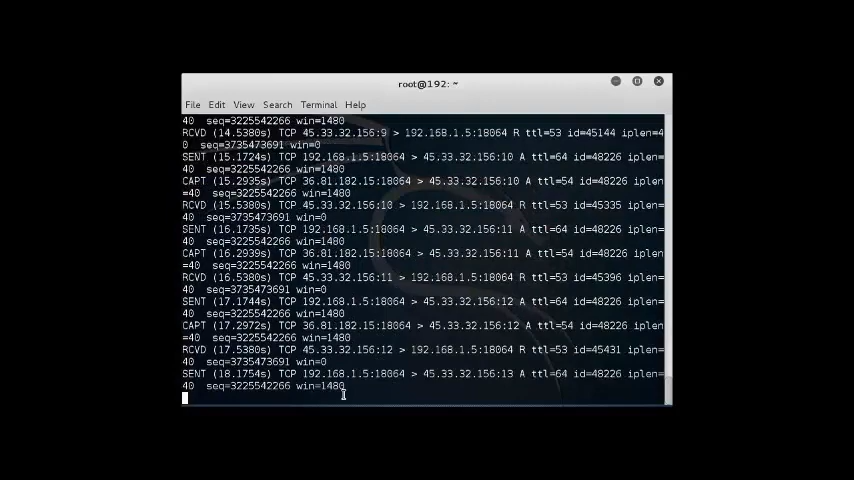 root@192: ~
File Edit View Search Terminal Help
40  seq=3225542266 win=1480
RCVD (14.5380s) TCP 45.33.32.156:9 > 192.168.1.5:18064 R ttl=53 id=45144 iplen=4
0  seq=3735473691 win=0
SENT (15.1724s) TCP 192.168.1.5:18064 > 45.33.32.156:10 A ttl=64 id=48226 iplen=
40  seq=3225542266 win=1480
CAPT (15.2935s) TCP 36.81.182.15:18064 > 45.33.32.156:10 A ttl=54 id=48226 iplen
=40  seq=3225542266 win=1480
RCVD (15.5380s) TCP 45.33.32.156:10 > 192.168.1.5:18064 R ttl=53 id=45335 iplen=
40  seq=3735473691 win=0
SENT (16.1735s) TCP 192.168.1.5:18064 > 45.33.32.156:11 A ttl=64 id=48226 iplen=
40  seq=3225542266 win=1480
CAPT (16.2939s) TCP 36.81.182.15:18064 > 45.33.32.156:11 A ttl=54 id=48226 iplen
=40  seq=3225542266 win=1480
RCVD (16.5380s) TCP 45.33.32.156:11 > 192.168.1.5:18064 R ttl=53 id=45396 iplen=
40  seq=3735473691 win=0
SENT (17.1744s) TCP 192.168.1.5:18064 > 45.33.32.156:12 A ttl=64 id=48226 iplen=
40  seq=3225542266 win=1480
CAPT (17.2972s) TCP 36.81.182.15:18064 > 45.33.32.156:12 A ttl=54 id=48226 iplen
=40  seq=3225542266 win=1480
RCVD (17.5380s) TCP 45.33.32.156:12 > 192.168.1.5:18064 R ttl=53 id=45431 iplen=
40  seq=3735473691 win=0
SENT (18.1754s) TCP 192.168.1.5:18064 > 45.33.32.156:13 A ttl=64 id=48226 iplen=
40  seq=3225542266 win=1480